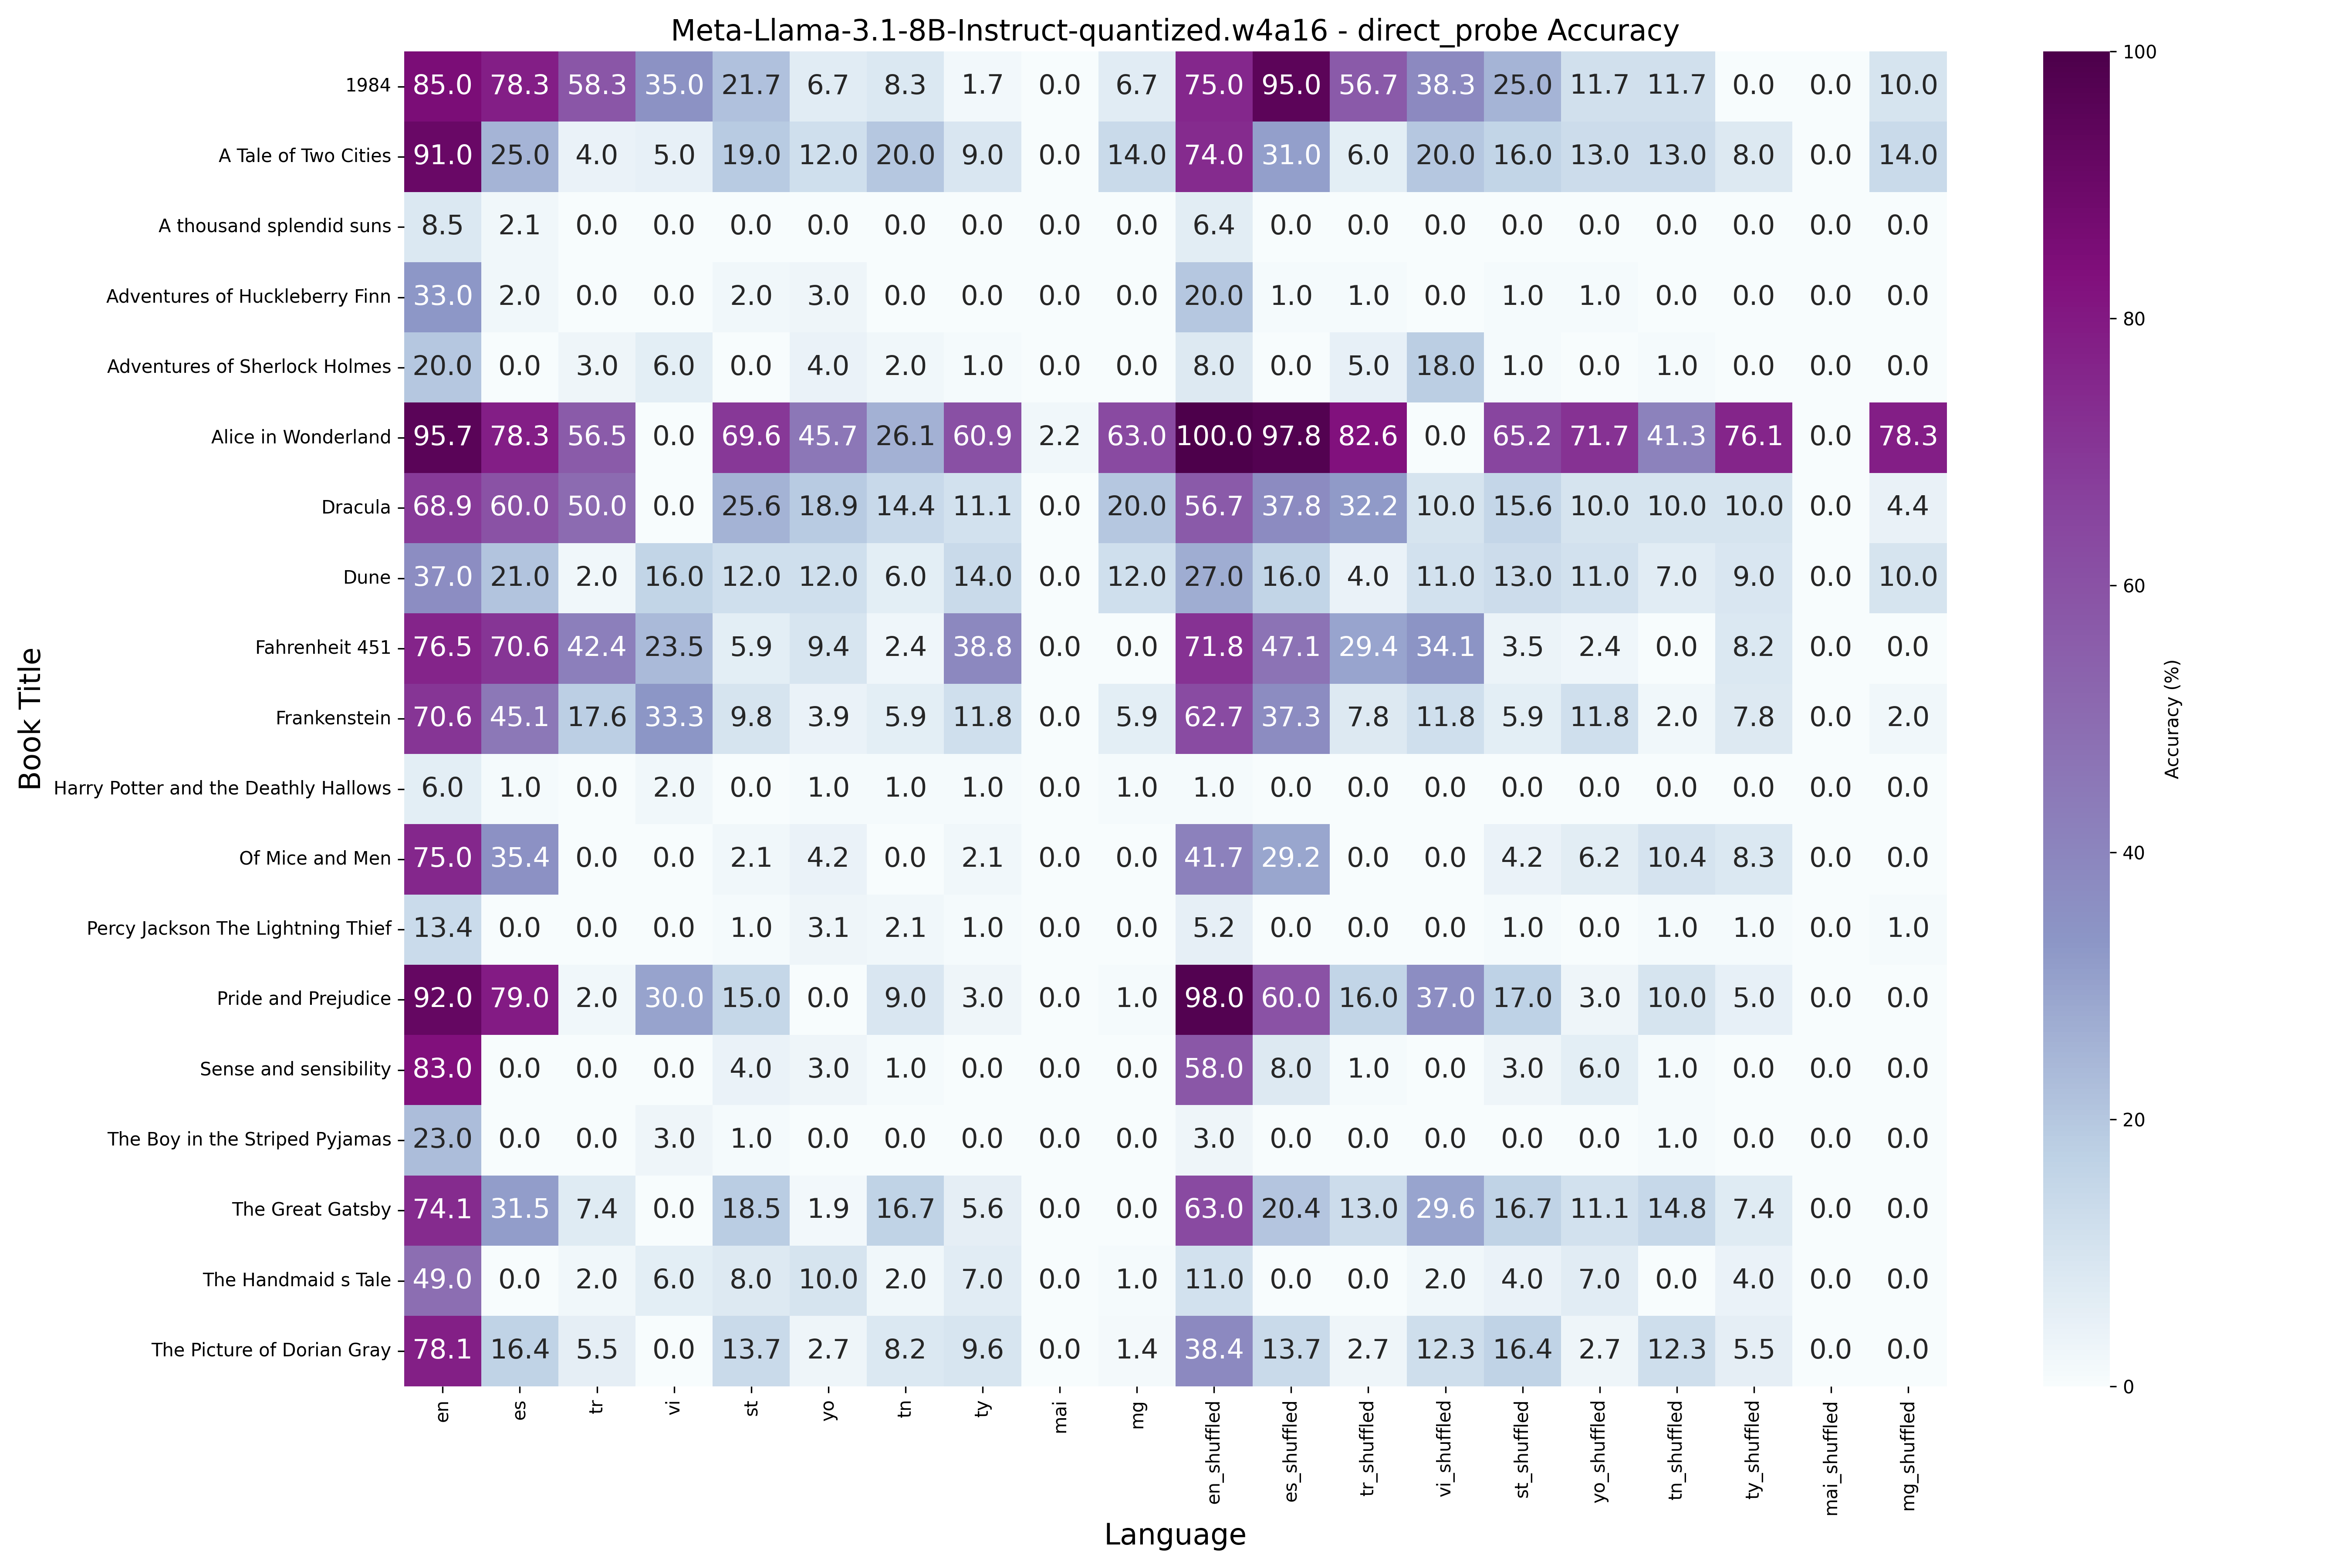 Meta-Llama-3.1-8B-Instruct-quantized.w4a16 - direct_probe Accuracy
1984 85.0 78.3 58.3 35.0 21.7 6.7 8.3 1.7 0.0 6.7 75.0 95.0 56.7 38.3 25.0 11.7 11.7 0.0 0.0 10.0
A Tale of Two Cities 91.0 25.0 4.0 5.0 19.0 12.0 20.0 9.0 0.0 14.0 74.0 31.0 6.0 20.0 16.0 13.0 13.0 8.0 0.0 14.0
A thousand splendid suns 8.5 2.1 0.0 0.0 0.0 0.0 0.0 0.0 0.0 0.0 6.4 0.0 0.0 0.0 0.0 0.0 0.0 0.0 0.0 0.0
Adventures of Huckleberry Finn 33.0 2.0 0.0 0.0 2.0 3.0 0.0 0.0 0.0 0.0 20.0 1.0 1.0 0.0 1.0 1.0 0.0 0.0 0.0 0.0
Adventures of Sherlock Holmes 20.0 0.0 3.0 6.0 0.0 4.0 2.0 1.0 0.0 0.0 8.0 0.0 5.0 18.0 1.0 0.0 1.0 0.0 0.0 0.0
Alice in Wonderland 95.7 78.3 56.5 0.0 69.6 45.7 26.1 60.9 2.2 63.0 100.0 97.8 82.6 0.0 65.2 71.7 41.3 76.1 0.0 78.3
Dracula 68.9 60.0 50.0 0.0 25.6 18.9 14.4 11.1 0.0 20.0 56.7 37.8 32.2 10.0 15.6 10.0 10.0 10.0 0.0 4.4
Dune 37.0 21.0 2.0 16.0 12.0 12.0 6.0 14.0 0.0 12.0 27.0 16.0 4.0 11.0 13.0 11.0 7.0 9.0 0.0 10.0
Fahrenheit 451 76.5 70.6 42.4 23.5 5.9 9.4 2.4 38.8 0.0 0.0 71.8 47.1 29.4 34.1 3.5 2.4 0.0 8.2 0.0 0.0
Frankenstein 70.6 45.1 17.6 33.3 9.8 3.9 5.9 11.8 0.0 5.9 62.7 37.3 7.8 11.8 5.9 11.8 2.0 7.8 0.0 2.0
Harry Potter and the Deathly Hallows 6.0 1.0 0.0 2.0 0.0 1.0 1.0 1.0 0.0 1.0 1.0 0.0 0.0 0.0 0.0 0.0 0.0 0.0 0.0 0.0
Of Mice and Men 75.0 35.4 0.0 0.0 2.1 4.2 0.0 2.1 0.0 0.0 41.7 29.2 0.0 0.0 4.2 6.2 10.4 8.3 0.0 0.0
Percy Jackson The Lightning Thief 13.4 0.0 0.0 0.0 1.0 3.1 2.1 1.0 0.0 0.0 5.2 0.0 0.0 0.0 1.0 0.0 1.0 1.0 0.0 1.0
Pride and Prejudice 92.0 79.0 2.0 30.0 15.0 0.0 9.0 3.0 0.0 1.0 98.0 60.0 16.0 37.0 17.0 3.0 10.0 5.0 0.0 0.0
Sense and sensibility 83.0 0.0 0.0 0.0 4.0 3.0 1.0 0.0 0.0 0.0 58.0 8.0 1.0 0.0 3.0 6.0 1.0 0.0 0.0 0.0
The Boy in the Striped Pyjamas 23.0 0.0 0.0 3.0 1.0 0.0 0.0 0.0 0.0 0.0 3.0 0.0 0.0 0.0 0.0 0.0 1.0 0.0 0.0 0.0
The Great Gatsby 74.1 31.5 7.4 0.0 18.5 1.9 16.7 5.6 0.0 0.0 63.0 20.4 13.0 29.6 16.7 11.1 14.8 7.4 0.0 0.0
The Handmaid s Tale 49.0 0.0 2.0 6.0 8.0 10.0 2.0 7.0 0.0 1.0 11.0 0.0 0.0 2.0 4.0 7.0 0.0 4.0 0.0 0.0
The Picture of Dorian Gray 78.1 16.4 5.5 0.0 13.7 2.7 8.2 9.6 0.0 1.4 38.4 13.7 2.7 12.3 16.4 2.7 12.3 5.5 0.0 0.0
en es tr vi st yo tn ty mai mg en_shuffled es_shuffled tr_shuffled vi_shuffled st_shuffled yo_shuffled tn_shuffled ty_shuffled mai_shuffled mg_shuffled
Language
Book Title
100
80
60
40
20
0
Accuracy (%)